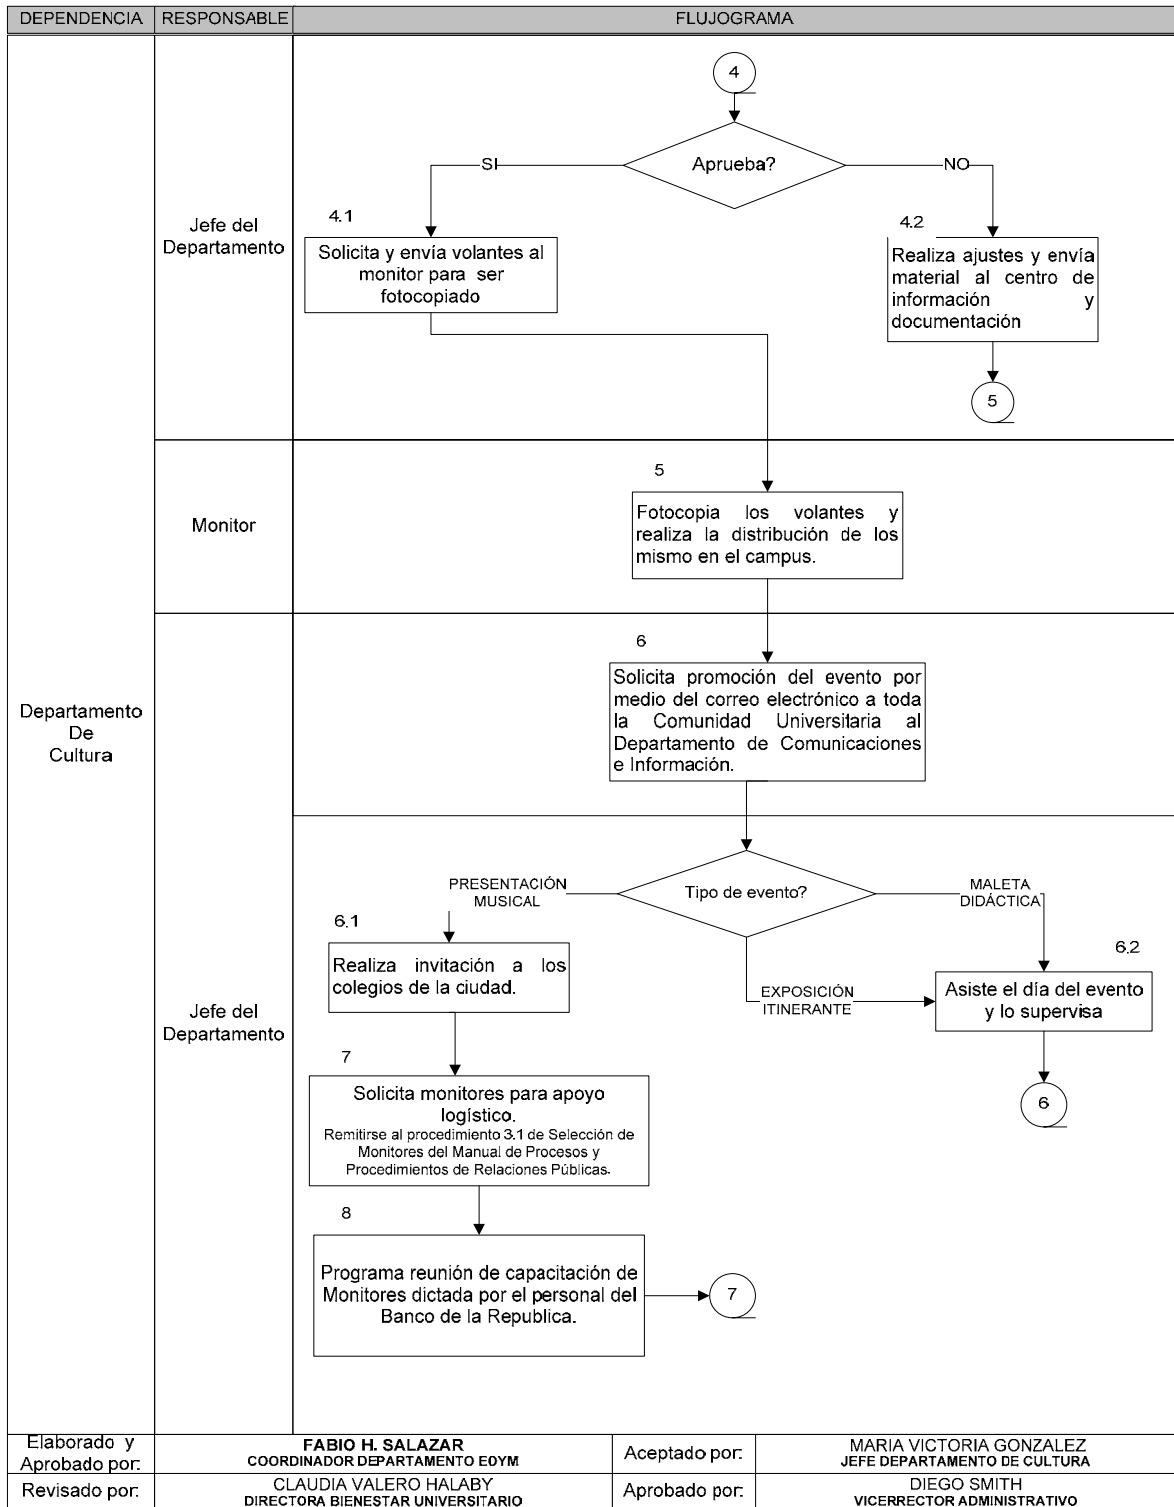 DEPENDENCIA RESPONSABLE FLUJOGRAMA
4
Aprueba?
SI
NO
4.1
Solicita y envía volantes al
monitor para ser
fotocopiado
4.2
Realiza ajustes y envía
material al centro de
información y
documentación
5
Jefe del
Departamento
5
Monitor
Fotocopia los volantes y
realiza la distribución de los
mismo en el campus.
6
Solicita promoción del evento por
medio del correo electrónico a toda
la Comunidad Universitaria al
Departamento de Comunicaciones
e Información.
Departamento
De
Cultura
Tipo de evento?
PRESENTACIÓN
MUSICAL
MALETA
DIDÁCTICA
EXPOSICIÓN
ITINERANTE
6.1
Realiza invitación a los
colegios de la ciudad.
6.2
Asiste el día del evento
y lo supervisa
6
Jefe del
Departamento
7
Solicita monitores para apoyo
logístico.
Remitirse al procedimiento 3.1 de Selección de
Monitores del Manual de Procesos y
Procedimientos de Relaciones Públicas.
8
Programa reunión de capacitación de
Monitores dictada por el personal del
Banco de la Republica.
7
Elaborado y
Aprobado por:
FABIO H. SALAZAR
COORDINADOR DEPARTAMENTO EOYM
Aceptado por:
MARIA VICTORIA GONZALEZ
JEFE DEPARTAMENTO DE CULTURA
Revisado por:
CLAUDIA VALERO HALABY
DIRECTORA BIENESTAR UNIVERSITARIO
Aprobado por:
DIEGO SMITH
VICERRECTOR ADMINISTRATIVO